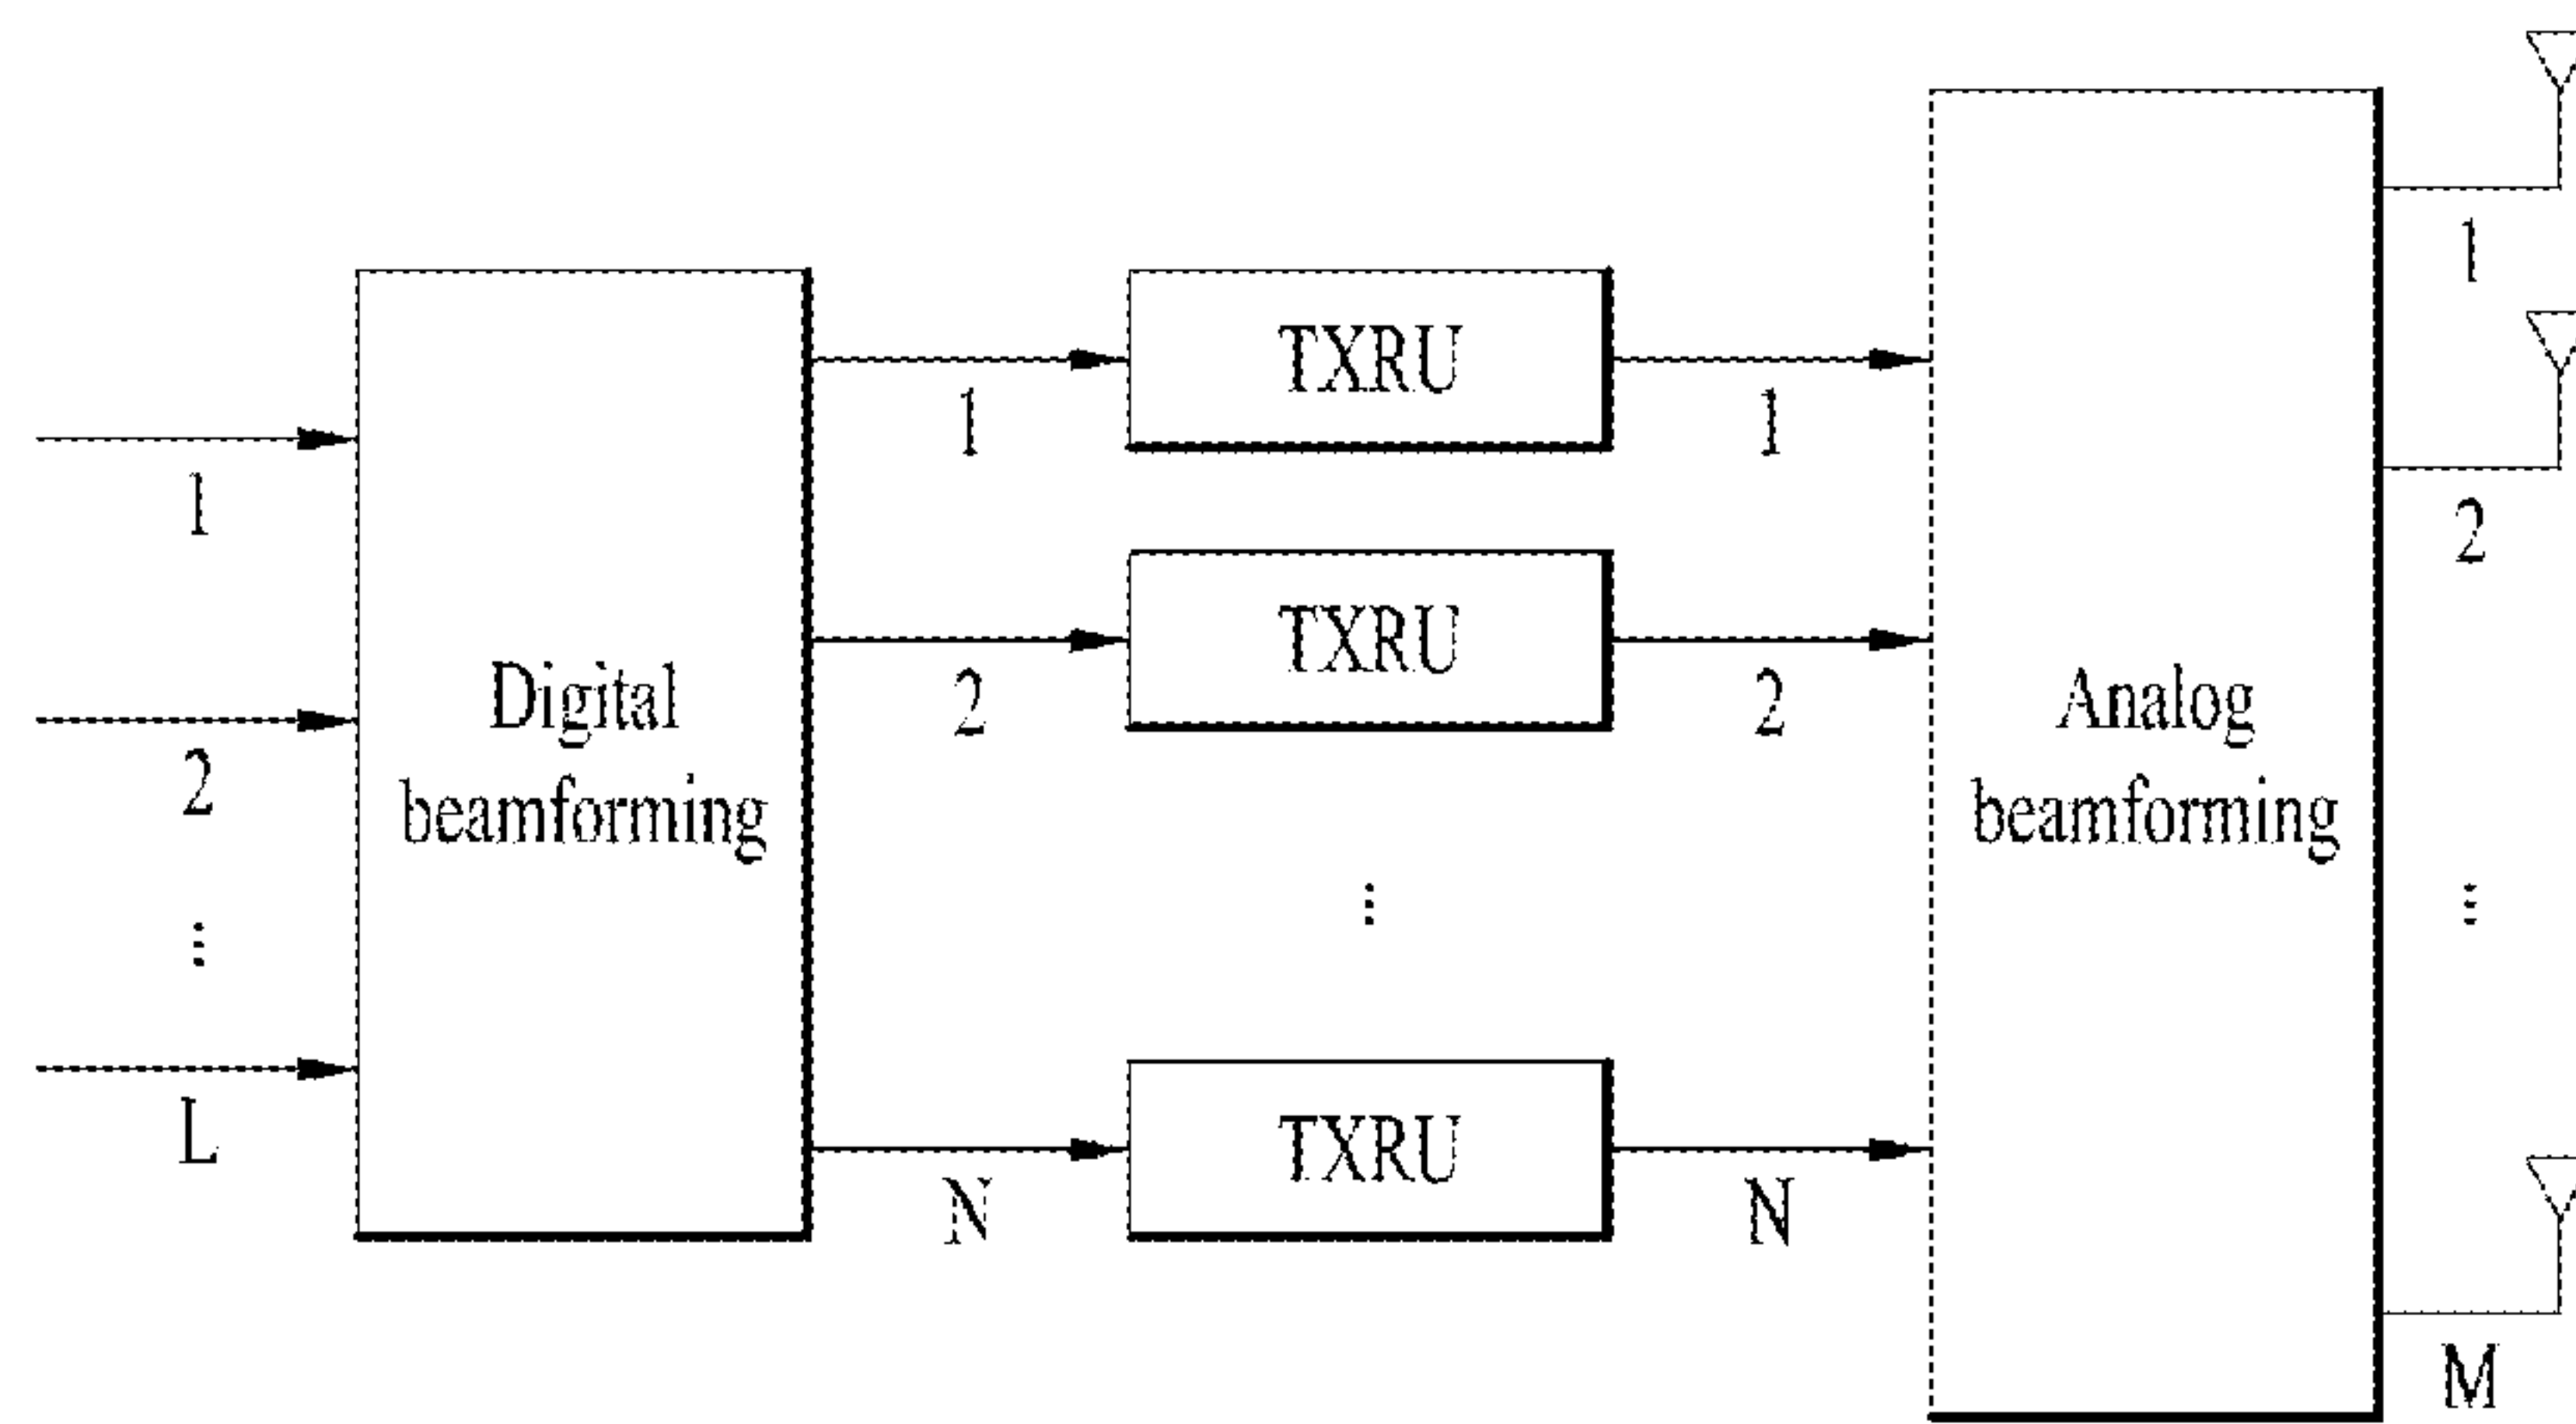 1
2
⋮
L
Digital
beamforming
1
2
N
TXRU
TXRU
⋮
TXRU
1
2
N
Analog
beamforming
1
2
⋮
M